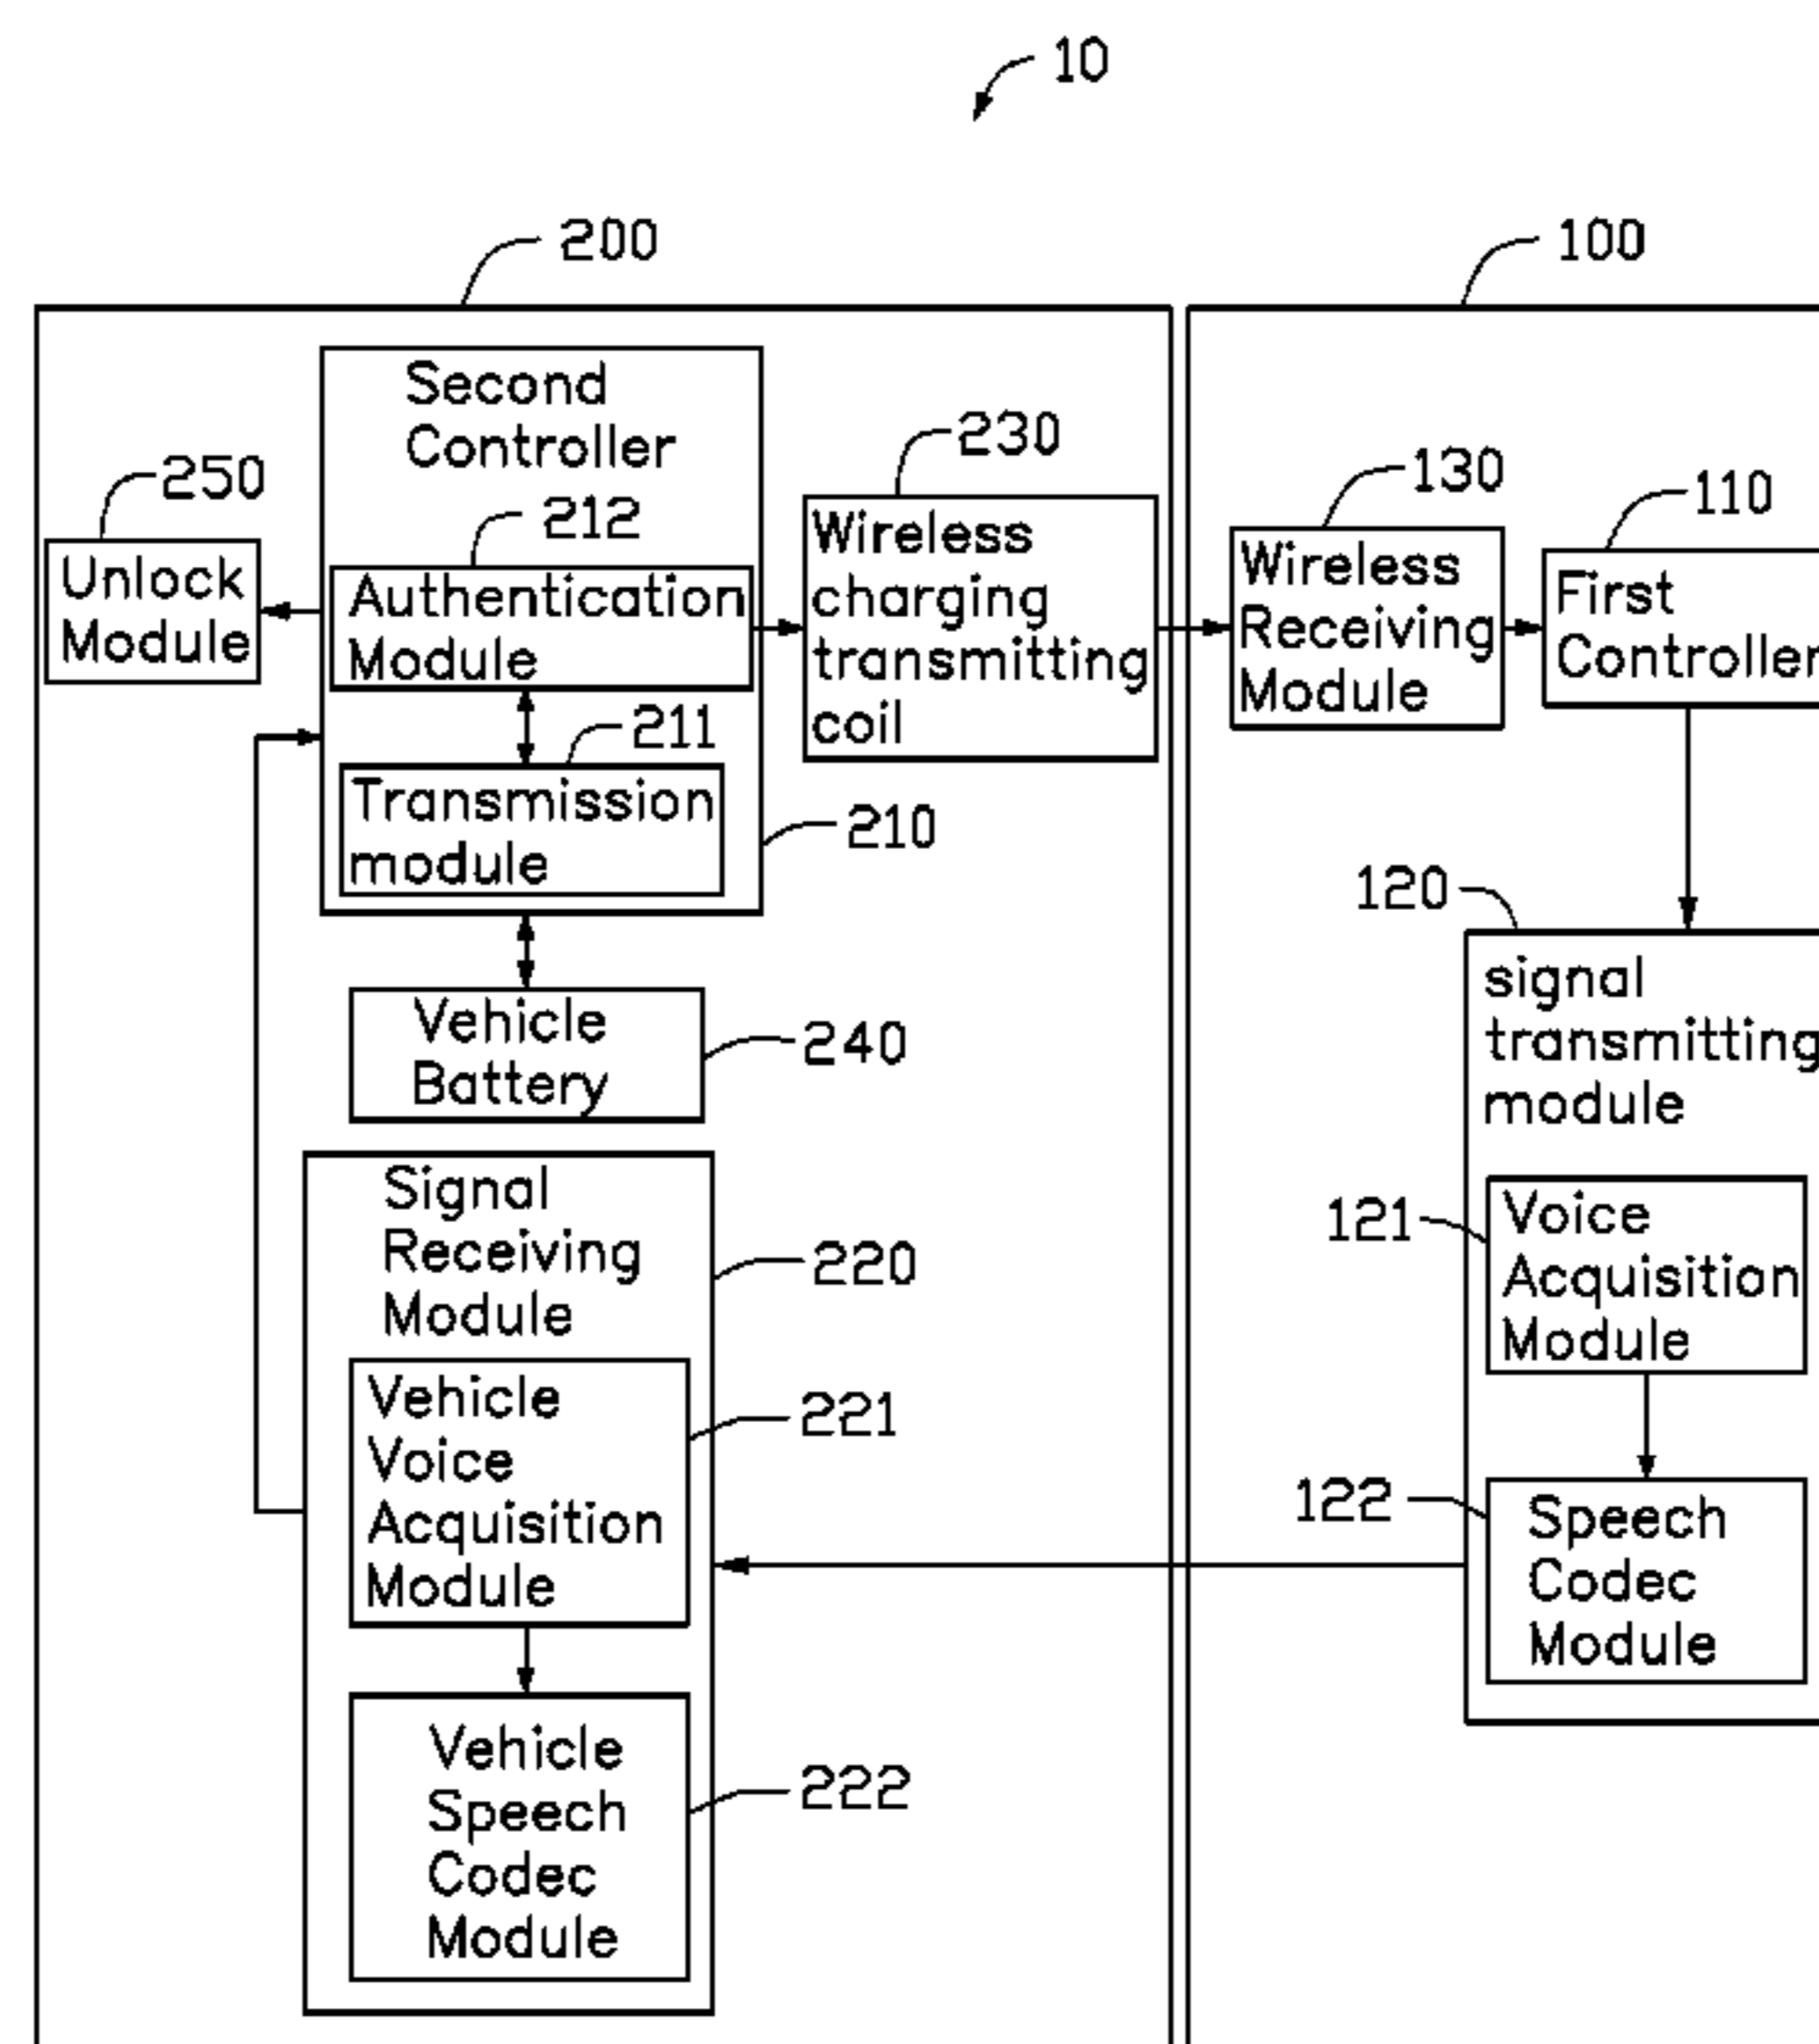 10
200
100
Second
Controller
230
250
130
110
212
Unlock
Module
Authentication
Module
Wireless
charging
transmitting
coil
Wireless
Receiving
Module
First
Controller
211
Transmission
module
210
120
signal
transmitting
module
Vehicle
Battery
240
Signal
Receiving
Module
220
121
Voice
Acquisition
Module
Vehicle
Voice
Acquisition
Module
221
122
Speech
Codec
Module
Vehicle
Speech
Codec
Module
222